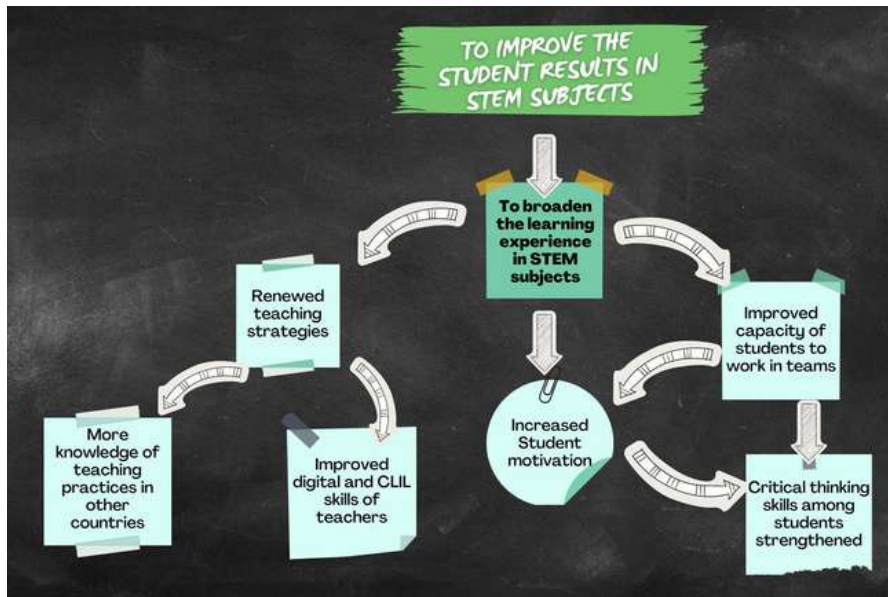 TO IMPROVE THE
STUDENT RESULTS IN
STEM SUBJECTS
To broaden
the learning
experience
in STEM
subjects
Renewed
teaching
strategies
Improved
capacity of
students to
work in teams
More
knowledge of
teaching
practices in
other
countries
Improved
digital and CLIL
skills of
teachers
Increased
Student
motivation
Critical thinking
skills among
students
strengthened